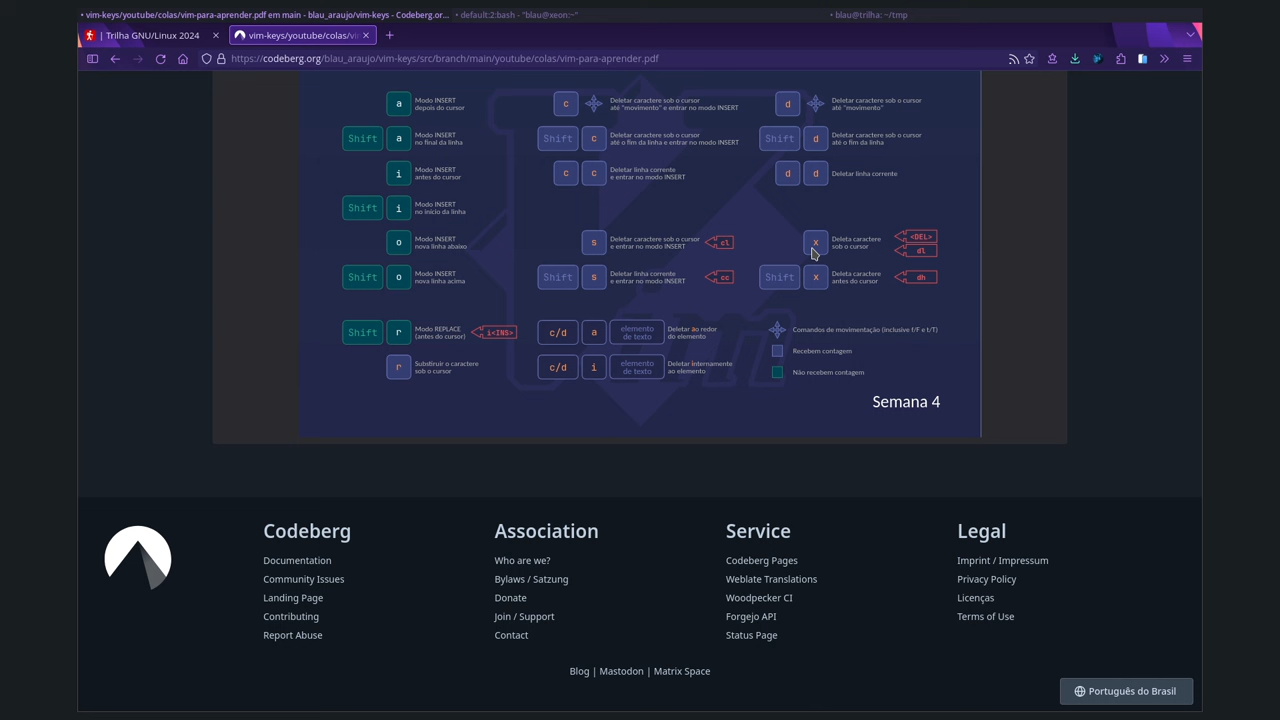 • vim-keys/youtube/colas/vim-para-aprender.pdf em main - blau_araujo/vim-keys - Codeberg.or...
• default:2:bash - "blau@xeon:~"
• blau@trilha: ~/tmp
| Trilha GNU/Linux 2024
vim-keys/youtube/colas/vi
https://codeberg.org/blau_araujo/vim-keys/src/branch/main/youtube/colas/vim-para-aprender.pdf
a Modo INSERT
depois do cursor
c Deletar caractere sob o cursor
até "movimento" e entrar no modo INSERT
d Deletar caractere sob o cursor
até "movimento"
Shift a Modo INSERT
no final da linha
Shift c Deletar caractere sob o cursor
até o fim da linha e entrar no modo INSERT
Shift d Deletar caractere sob o cursor
até o fim da linha
i Modo INSERT
antes do cursor
c c Deletar linha corrente
e entrar no modo INSERT
d d Deletar linha corrente
Shift i Modo INSERT
no início da linha
o Modo INSERT
nova linha abaixo
s Deletar caractere sob o cursor
e entrar no modo INSERT
cl
x Deleta caractere
sob o cursor
<DEL>
dl
Shift o Modo INSERT
nova linha acima
Shift s Deletar linha corrente
e entrar no modo INSERT
cc
Shift x Deleta caractere
antes do cursor
dh
Shift r Modo REPLACE
(antes do cursor)
i<INS>
c/d a elemento
de texto
Deletar ao redor
do elemento
Comandos de movimentação (inclusive f/F e t/T)
Recebem contagem
r Substiruir o caractere
sob o cursor
c/d i elemento
de texto
Deletar internamente
ao elemento
Não recebem contagem
Semana 4
Codeberg
Documentation
Community Issues
Landing Page
Contributing
Report Abuse
Association
Who are we?
Bylaws / Satzung
Donate
Join / Support
Contact
Service
Codeberg Pages
Weblate Translations
Woodpecker CI
Forgejo API
Status Page
Legal
Imprint / Impressum
Privacy Policy
Licenças
Terms of Use
Blog | Mastodon | Matrix Space
Português do Brasil